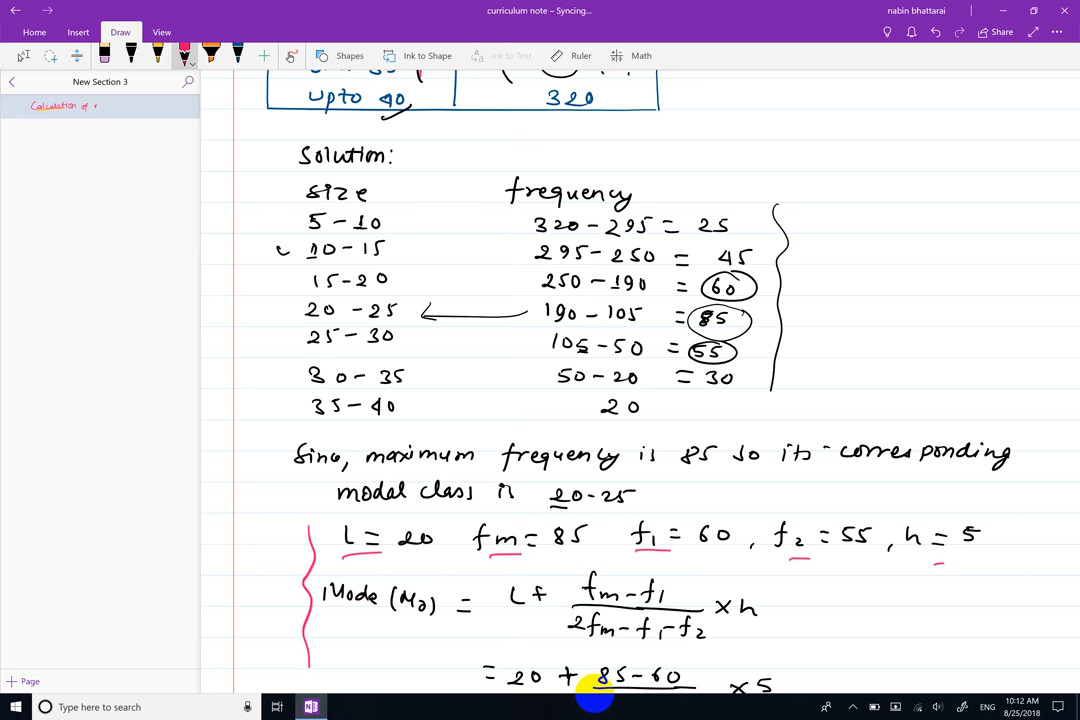 curriculum note – Syncing...
nabin bhattarai
Home Insert Draw View
Share
Shapes Ink to Shape Ink to Text Ruler Math
New Section 3
Calculation of
upto 40 320
Solution:
size frequency
5-10 320-295 = 25
10-15 295-250 = 45
15-20 250-190 = 60
20-25 190-105 = 85
25-30 105-50 = 55
30-35 50-20 = 30
35-40 20
Sine, maximum frequency is 85 so its corresponding
modal class is 20-25
L = 20 fm = 85 f1 = 60, f2 = 55, h = 5
Mode (Mo) = L + fm-f1 / 2fm-f1-f2 × h
= 20 + 85-60 × 5
Page
Type here to search
ENG
10:12 AM
8/25/2018